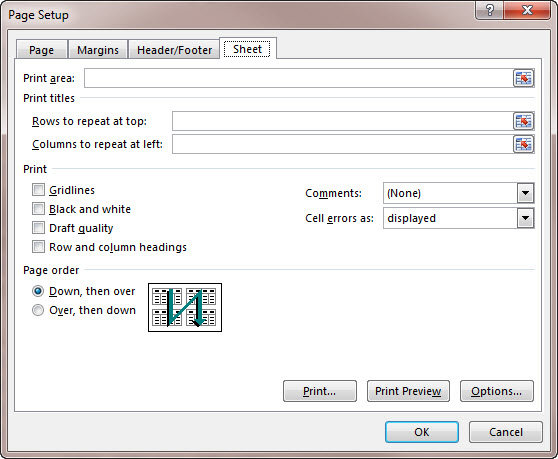 Page Setup
Page Margins Header/Footer Sheet
Print area:
Print titles
Rows to repeat at top:
Columns to repeat at left:
Print
Gridlines Comments: (None)
Black and white Cell errors as: displayed
Draft quality
Row and column headings
Page order
Down, then over
Over, then down
Print... Print Preview Options...
OK Cancel